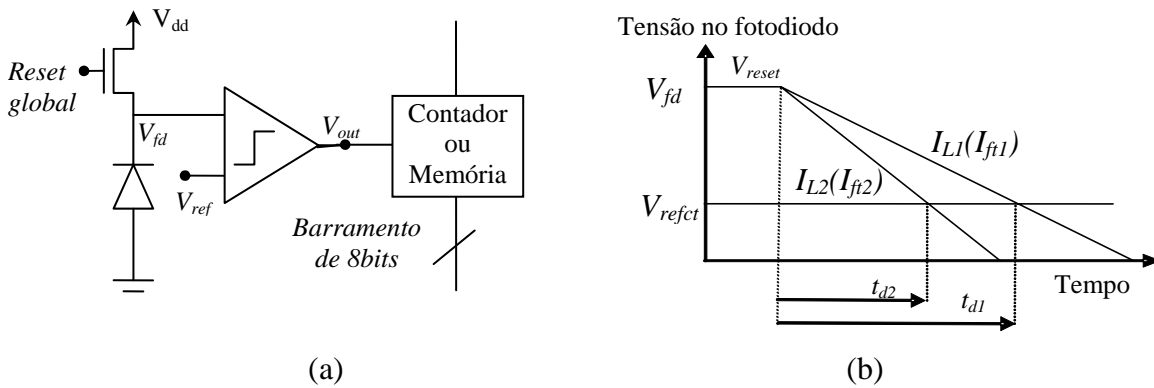 V_dd
Reset
global
V_fd
V_ref
V_out
Contador
ou
Memória
Barramento
de 8bits
(a)
Tensão no fotodiodo
V_reset
V_fd
I_L1(I_ft1)
I_L2(I_ft2)
V_refct
Tempo
t_d2
t_d1
(b)